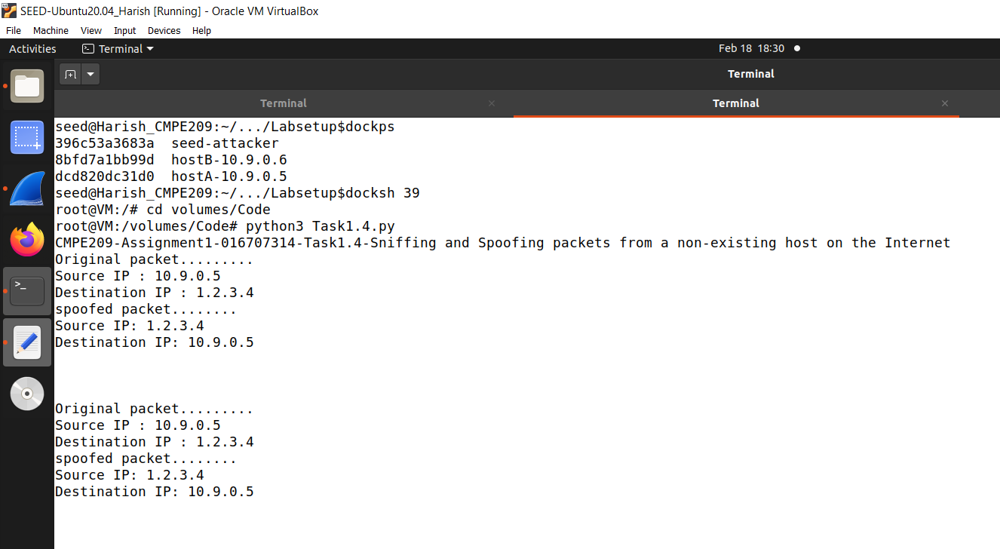 SEED-Ubuntu20.04_Harish [Running] - Oracle VM VirtualBox
File Machine View Input Devices Help
Activities Terminal Feb 18 18:30
Terminal
Terminal Terminal
seed@Harish_CMPE209:~/.../Labsetup$dockps
396c53a3683a  seed-attacker
8bfd7a1bb99d  hostB-10.9.0.6
dcd820dc31d0  hostA-10.9.0.5
seed@Harish_CMPE209:~/.../Labsetup$docksh 39
root@VM:/# cd volumes/Code
root@VM:/volumes/Code# python3 Task1.4.py
CMPE209-Assignment1-016707314-Task1.4-Sniffing and Spoofing packets from a non-existing host on the Internet
Original packet.........
Source IP : 10.9.0.5
Destination IP : 1.2.3.4
spoofed packet........
Source IP: 1.2.3.4
Destination IP: 10.9.0.5
Original packet.........
Source IP : 10.9.0.5
Destination IP : 1.2.3.4
spoofed packet........
Source IP: 1.2.3.4
Destination IP: 10.9.0.5